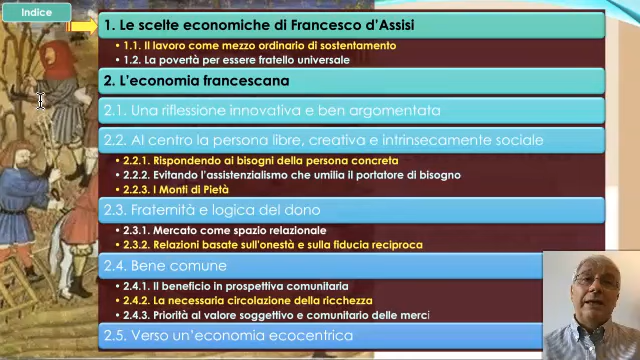 Indice
1. Le scelte economiche di Francesco d'Assisi
• 1.1. Il lavoro come mezzo ordinario di sostentamento
• 1.2. La povertà per essere fratello universale
2. L'economia francescana
2.1. Una riflessione innovativa e ben argomentata
2.2. Al centro la persona libre, creativa e intrinsecamente sociale
• 2.2.1. Rispondendo ai bisogni della persona concreta
• 2.2.2. Evitando l'assistenzialismo che umilia il portatore di bisogno
• 2.2.3. I Monti di Pietà
2.3. Fraternità e logica del dono
• 2.3.1. Mercato come spazio relazionale
• 2.3.2. Relazioni basate sull'onestà e sulla fiducia reciproca
2.4. Bene comune
• 2.4.1. Il beneficio in prospettiva comunitaria
• 2.4.2. La necessaria circolazione della ricchezza
• 2.4.3. Priorità al valore soggettivo e comunitario delle merci
2.5. Verso un'economia ecocentrica